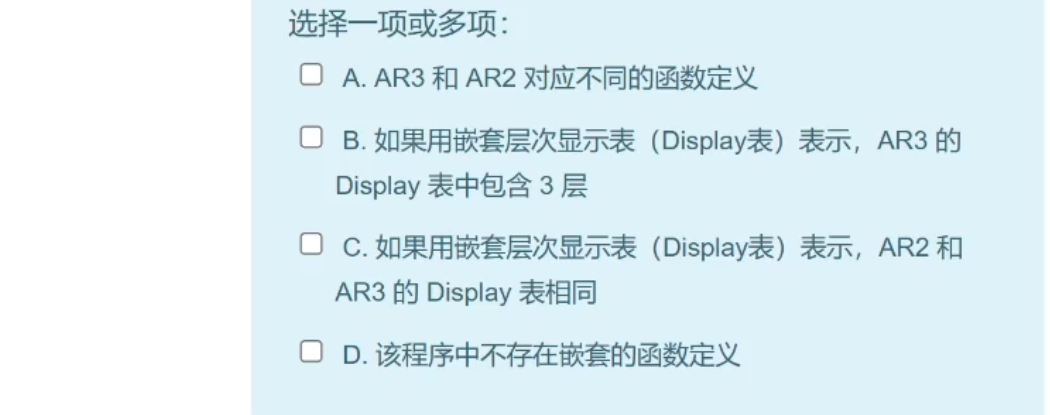 选择一项或多项：
A. AR3 和 AR2 对应不同的函数定义
B. 如果用嵌套层次显示表（Display表）表示，AR3 的
Display 表中包含 3 层
C. 如果用嵌套层次显示表（Display表）表示，AR2 和
AR3 的 Display 表相同
D. 该程序中不存在嵌套的函数定义